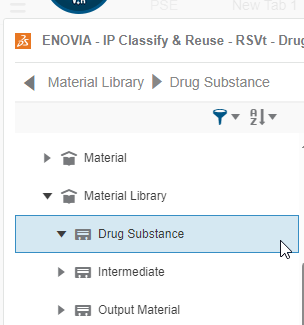 V,R
PSE
New Tab 1
ENOVIA - IP Classify & Reuse - RSVt - Drug
Material Library Drug Substance
Material
Material Library
Drug Substance
Intermediate
Output Material